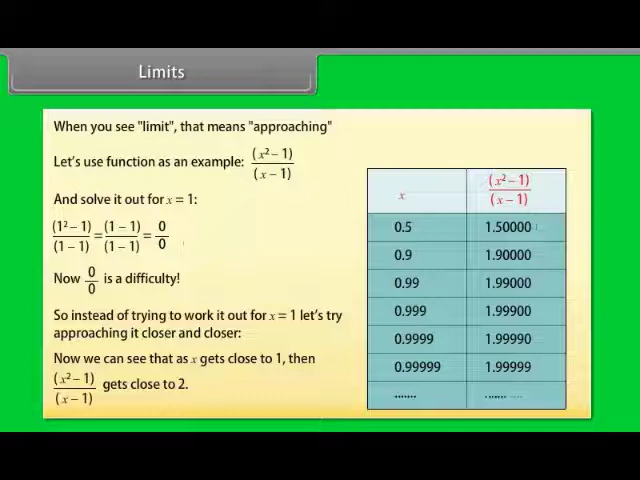 Limits
When you see "limit", that means "approaching"
Let's use function as an example: (x² – 1)/(x – 1)
And solve it out for x = 1:
(1² – 1)/(1 – 1) = (1 – 1)/(1 – 1) = 0/0
Now 0/0 is a difficulty!
So instead of trying to work it out for x = 1 let's try
approaching it closer and closer:
Now we can see that as x gets close to 1, then
(x² – 1)/(x – 1) gets close to 2.
x (x² – 1)/(x – 1)
0.5 1.50000
0.9 1.90000
0.99 1.99000
0.999 1.99900
0.9999 1.99990
0.99999 1.99999
....... ....... ...